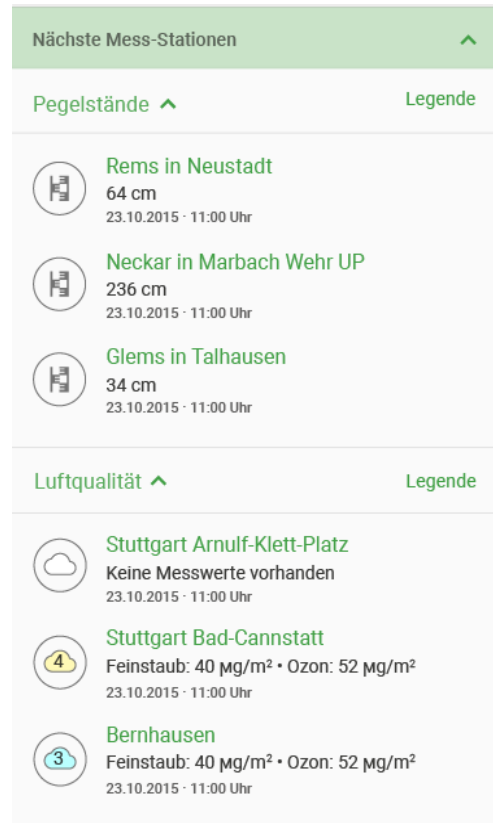 Nächste Mess-Stationen
Pegelstände
Legende
Rems in Neustadt
64 cm
23.10.2015 · 11:00 Uhr
Neckar in Marbach Wehr UP
236 cm
23.10.2015 · 11:00 Uhr
Glems in Talhausen
34 cm
23.10.2015 · 11:00 Uhr
Luftqualität
Legende
Stuttgart Arnulf-Klett-Platz
Keine Messwerte vorhanden
23.10.2015 · 11:00 Uhr
Stuttgart Bad-Cannstatt
4
Feinstaub: 40 µg/m² • Ozon: 52 µg/m²
23.10.2015 · 11:00 Uhr
Bernhausen
3
Feinstaub: 40 µg/m² • Ozon: 52 µg/m²
23.10.2015 · 11:00 Uhr